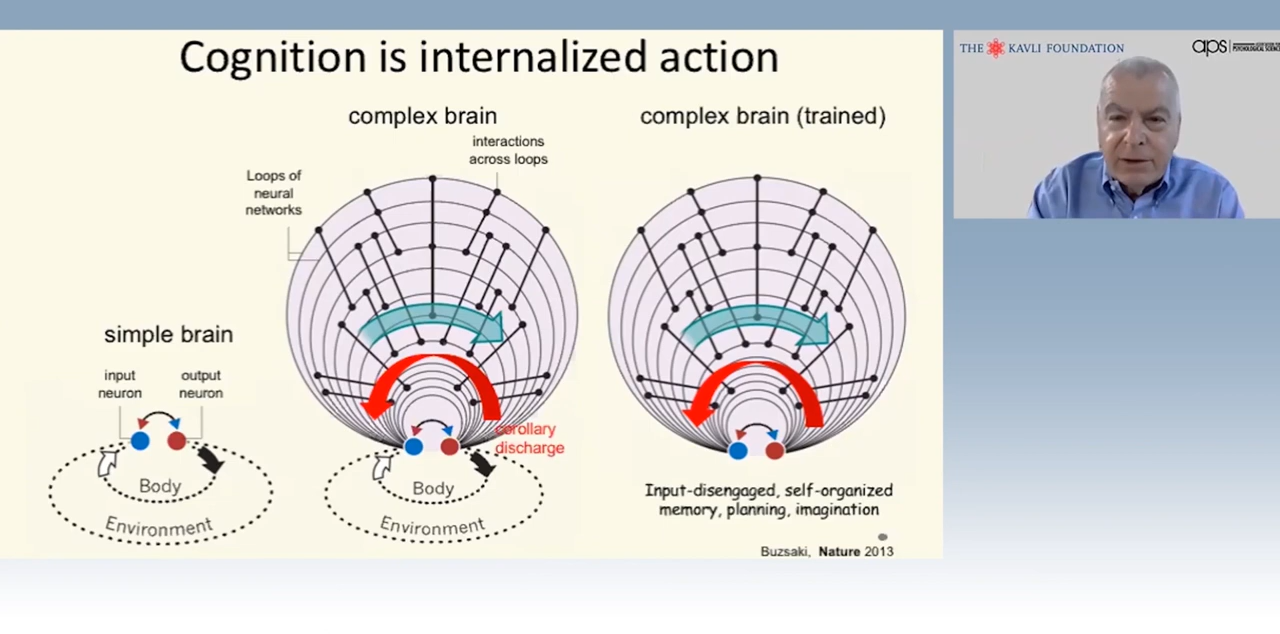 Cognition is internalized action
complex brain
complex brain (trained)
interactions
across loops
Loops of
neural
networks
simple brain
input
neuron
output
neuron
corollary
discharge
Body
Environment
Body
Environment
Input-disengaged, self-organized
memory, planning, imagination
Buzsaki, Nature 2013
THE KAVLI FOUNDATION
aps